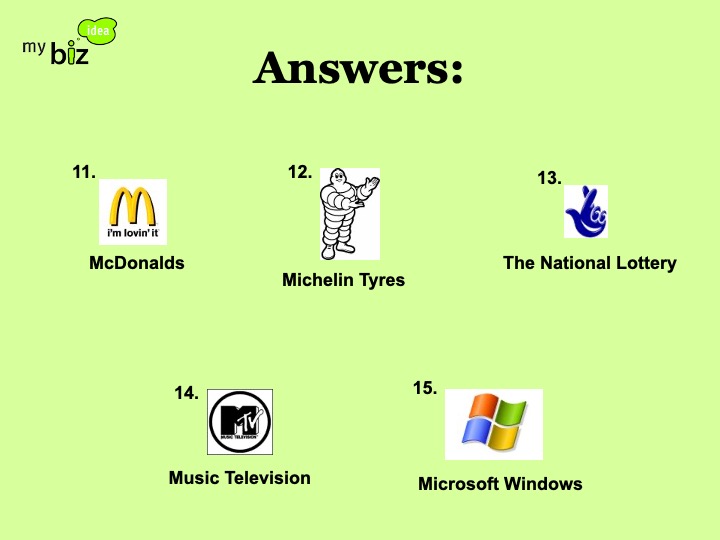 my biz idea
Answers:
11.
12.
13.
i'm lovin' it
McDonalds
Michelin Tyres
The National Lottery
14.
15.
MTV
MUSIC TELEVISION
Music Television
Microsoft Windows